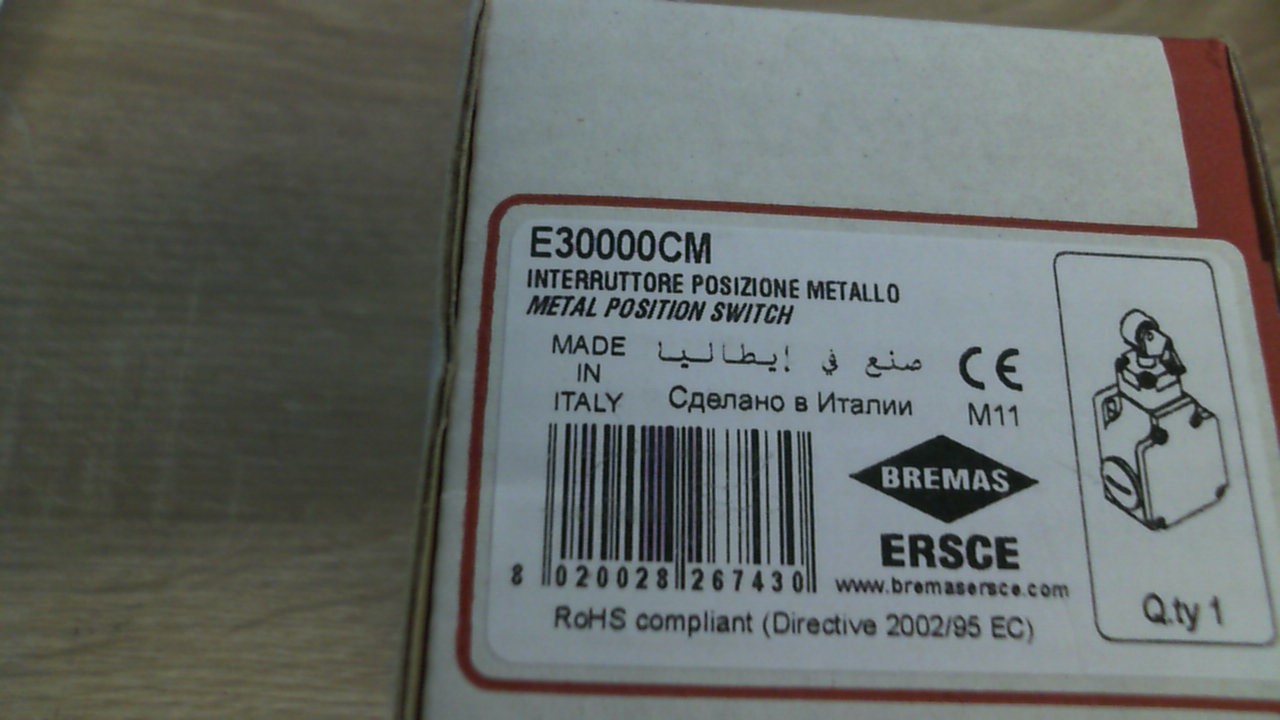 E30000CM
INTERRUTTORE POSIZIONE METALLO
METAL POSITION SWITCH
MADE
IN
ITALY
صنع في إيطاليا
Сделано в Италии
CE
M11
BREMAS
ERSCE
www.bremasersce.com
8 020028 267430
RoHS compliant (Directive 2002/95 EC)
Q.ty 1